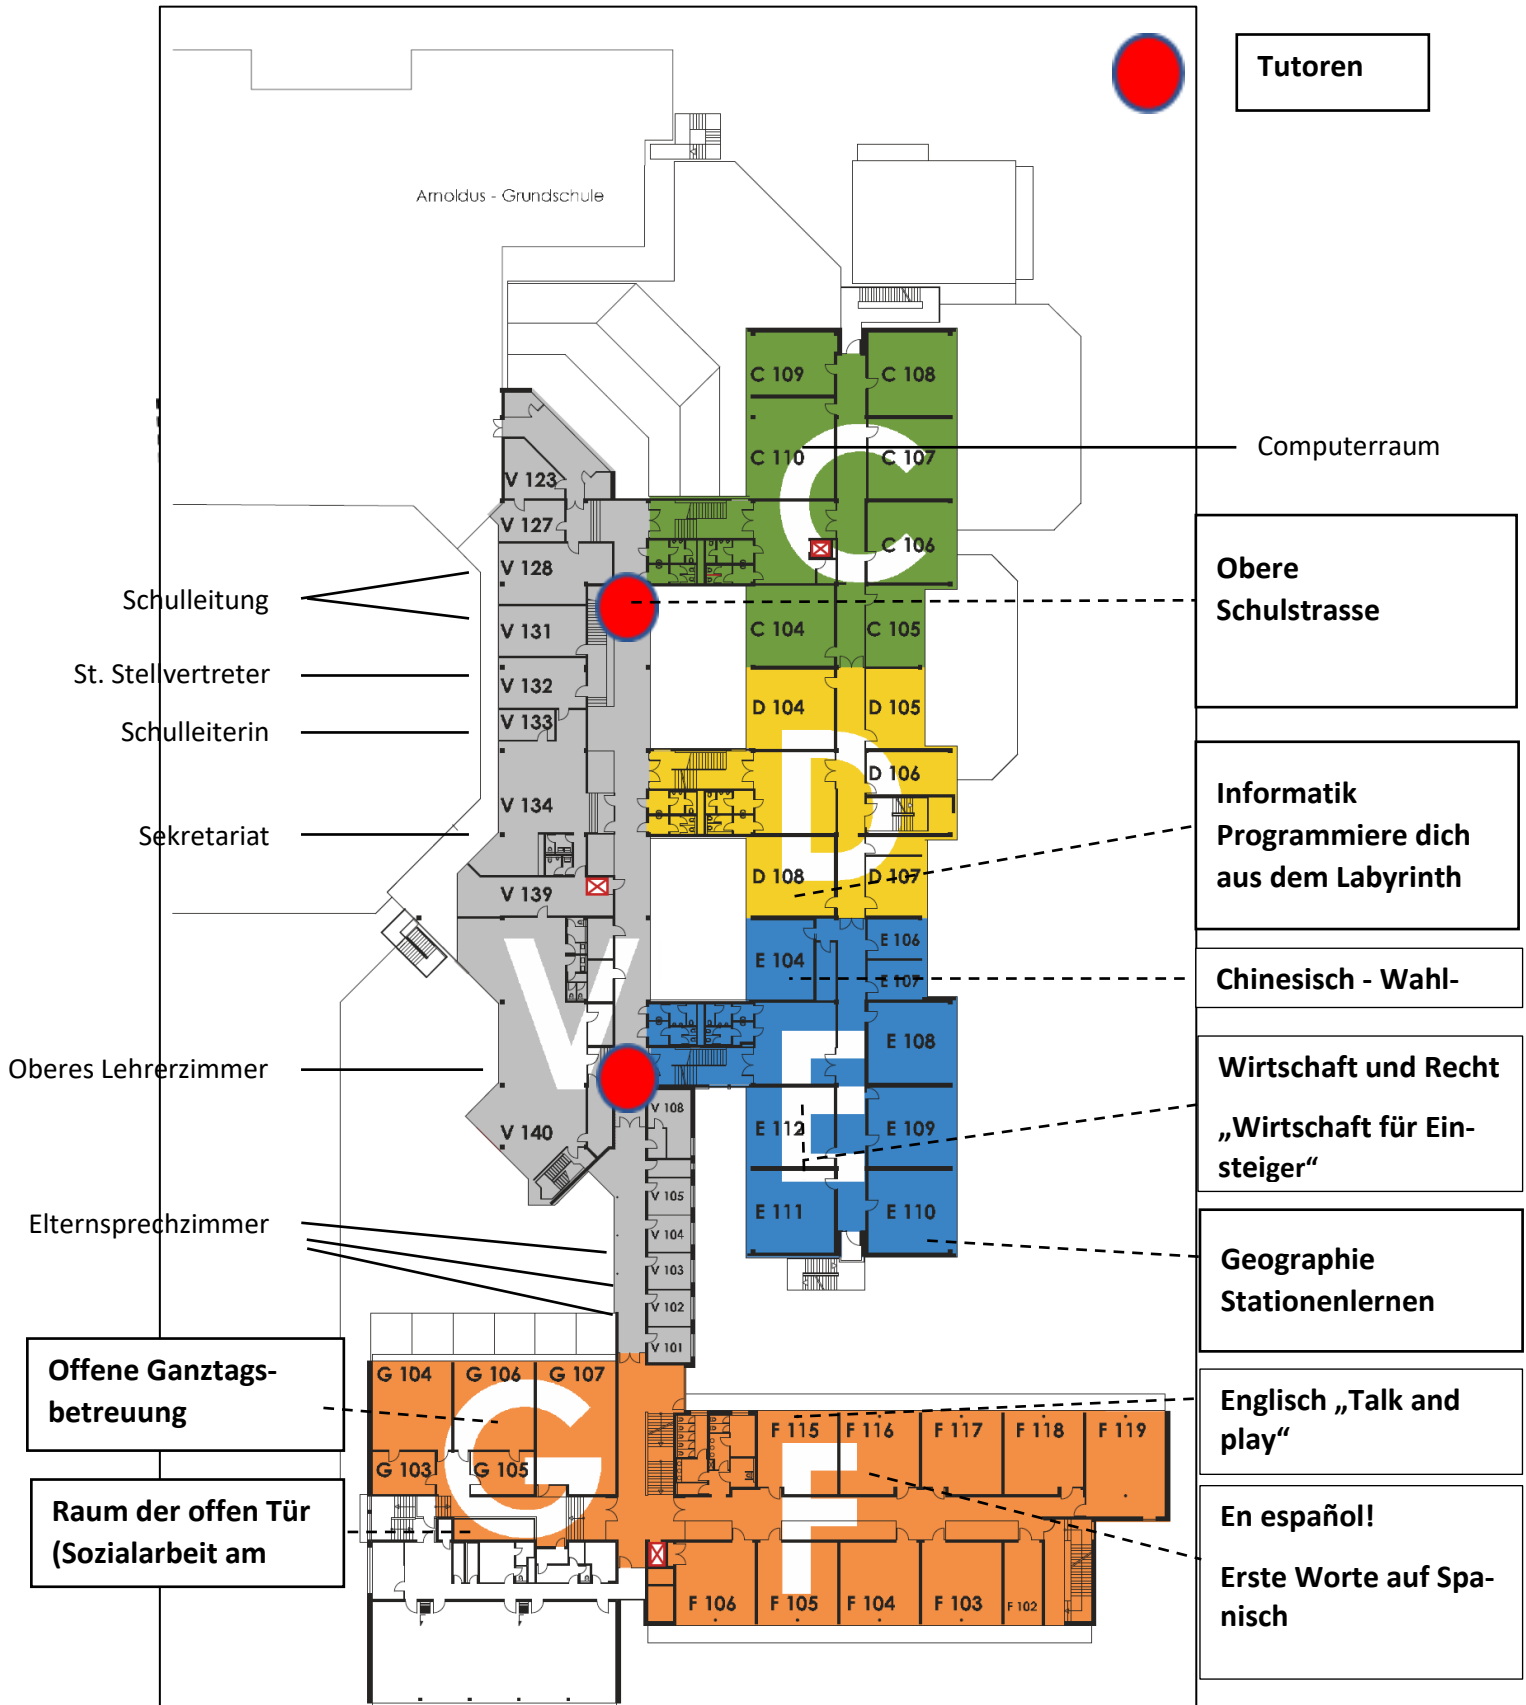 Tutoren
Arnoldus - Grundschule
C 109
C 108
C 110
C 107
Computerraum
V 123
V 127
C 106
V 128
Schulleitung
Obere
Schulstrasse
V 131
C 104
C 105
St. Stellvertreter
V 132
D 104
D 105
Schulleiterin
V 133
D 106
Informatik
Programmiere dich
aus dem Labyrinth
V 134
Sekretariat
D 108
D 107
V 139
C
D
E 104
E 106
E 107
Chinesisch - Wahl-
V
E
E 108
Oberes Lehrerzimmer
Wirtschaft und Recht
„Wirtschaft für Ein-
steiger“
V 108
V 140
E 112
E 109
V 105
E 111
E 110
Elternsprechzimmer
V 104
V 103
Geographie
Stationenlernen
V 102
V 101
Offene Ganztags-
betreuung
G 104
G 106
G 107
Englisch „Talk and
play“
F 115
F 116
F 117
F 118
F 119
G 103
G 105
G
F
Raum der offen Tür
(Sozialarbeit am
En español!
Erste Worte auf Spa-
nisch
F 106
F 105
F 104
F 103
F 102